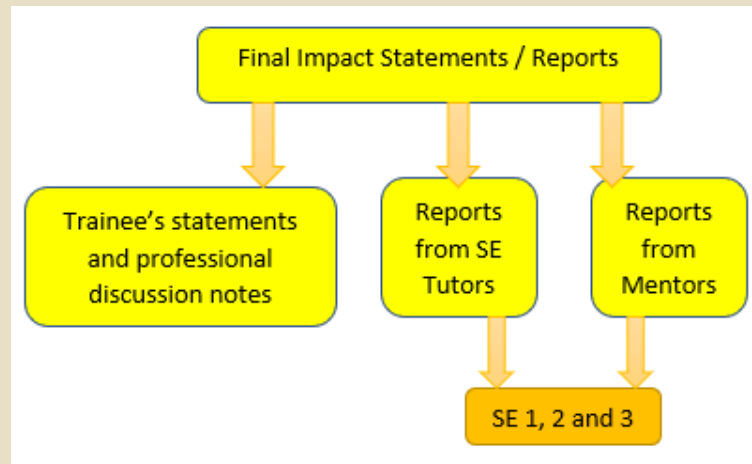 Final Impact Statements / Reports
Trainee's statements
and professional
discussion notes
Reports
from SE
Tutors
Reports
from
Mentors
SE 1, 2 and 3